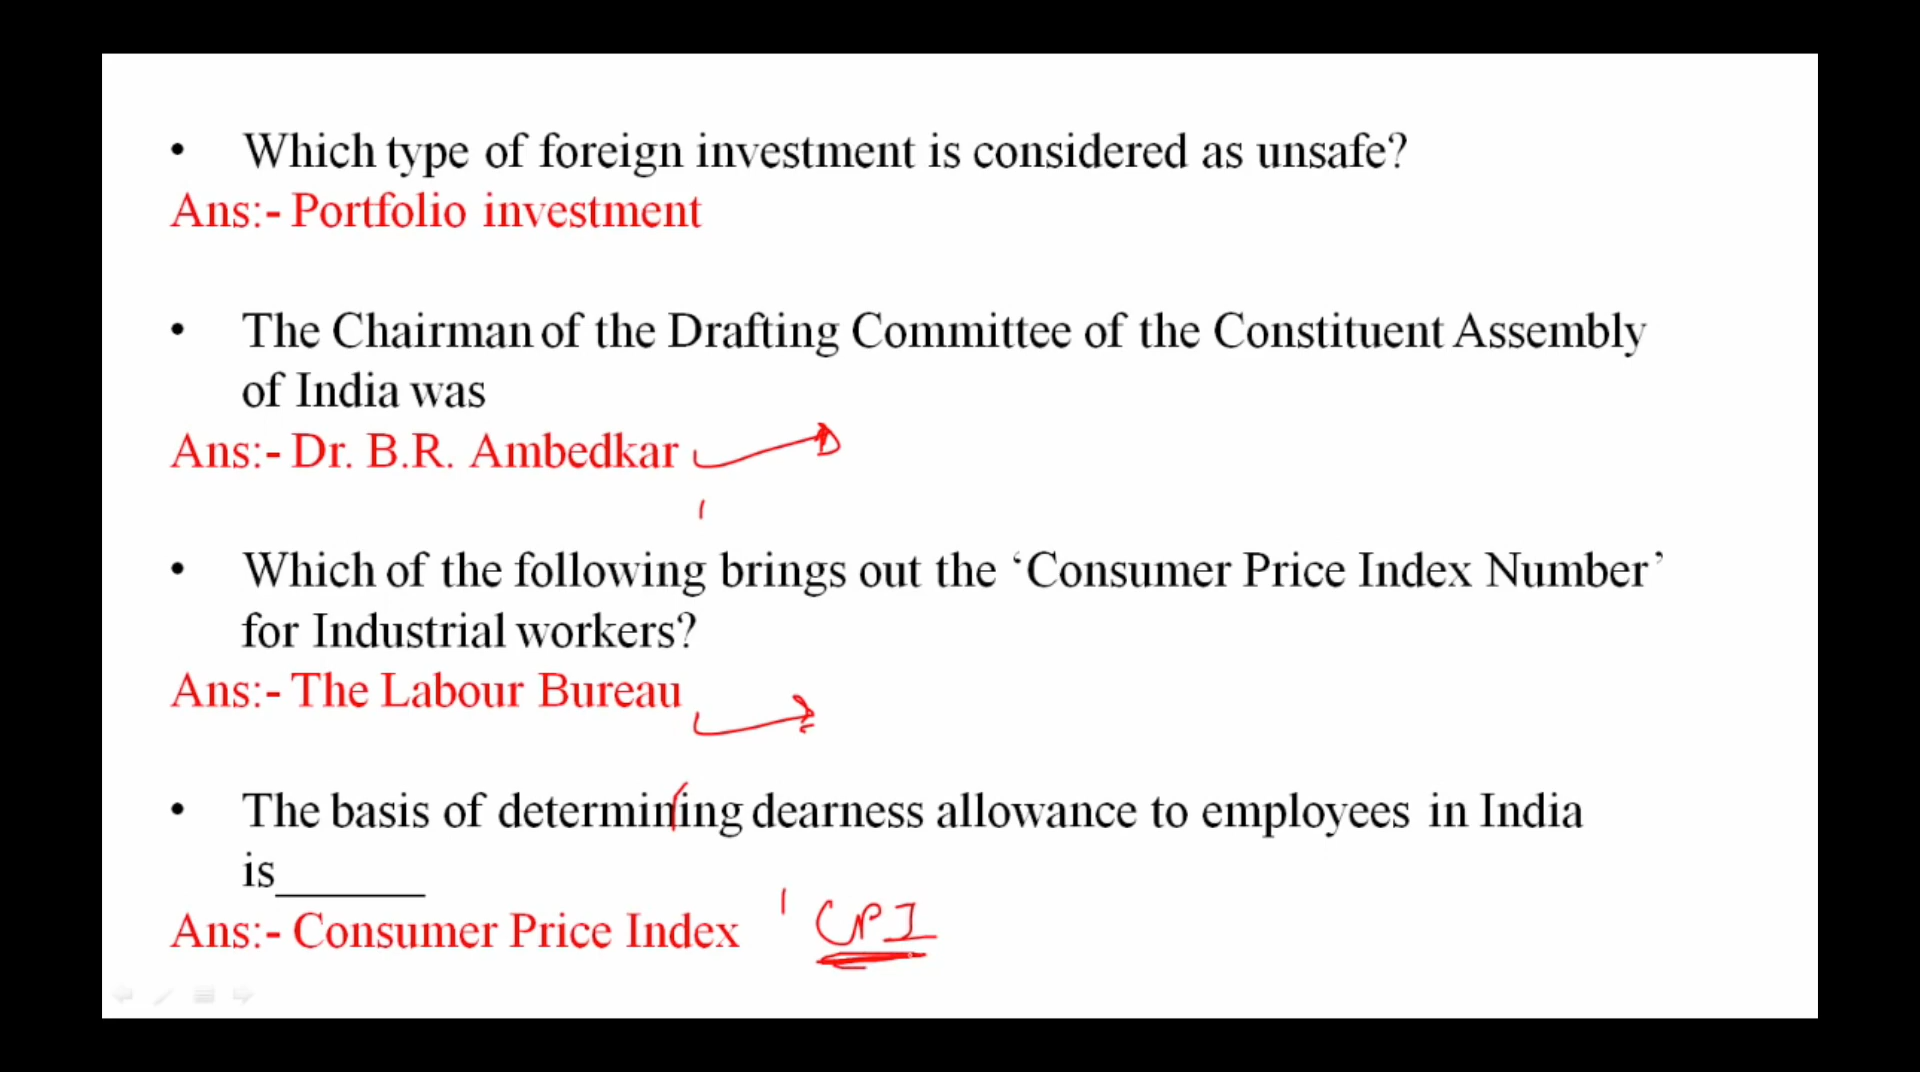 • Which type of foreign investment is considered as unsafe?
Ans:- Portfolio investment
• The Chairman of the Drafting Committee of the Constituent Assembly
of India was
Ans:- Dr. B.R. Ambedkar
• Which of the following brings out the ‘Consumer Price Index Number’
for Industrial workers?
Ans:- The Labour Bureau
• The basis of determining dearness allowance to employees in India
is______
Ans:- Consumer Price Index CPI